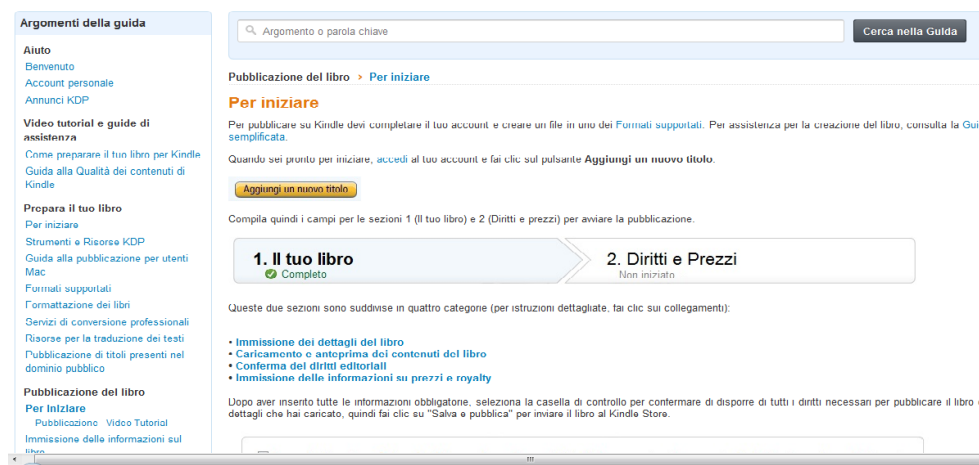 Argomenti della guida
Aiuto
Benvenuto
Account personale
Annunci KDP
Video tutorial e guide di
assistenza
Come preparare il tuo libro per Kindle
Guida alla Qualità dei contenuti di
Kindle
Prepara il tuo libro
Per iniziare
Strumenti e Risorse KDP
Guida alla pubblicazione per utenti
Mac
Formati supportati
Formattazione dei libri
Servizi di conversione professionali
Risorse per la traduzione dei testi
Pubblicazione di titoli presenti nel
dominio pubblico
Pubblicazione del libro
Per iniziare
Pubblicazione Video Tutorial
Immissione delle informazioni sul
libro
Argomento o parola chiave
Cerca nella Guida
Pubblicazione del libro > Per iniziare
Per iniziare
Per pubblicare su Kindle devi completare il tuo account e creare un file in uno dei Formati supportati. Per assistenza per la creazione del libro, consulta la Gui
semplificata.
Quando sei pronto per iniziare, accedi al tuo account e fai clic sul pulsante Aggiungi un nuovo titolo.
Aggiungi un nuovo titolo
Compila quindi i campi per le sezioni 1 (Il tuo libro) e 2 (Diritti e prezzi) per avviare la pubblicazione.
1. Il tuo libro
Completo
2. Diritti e Prezzi
Non iniziato
Queste due sezioni sono suddivise in quattro categorie (per istruzioni dettagliate, fai clic sui collegamenti):
• Immissione dei dettagli del libro
• Caricamento e anteprima dei contenuti del libro
• Conferma dei diritti editoriali
• Immissione delle informazioni su prezzi e royalty
Dopo aver inserito tutte le informazioni obbligatorie, seleziona la casella di controllo per confermare di disporre di tutti i diritti necessari per pubblicare il libro
dettagli che hai caricato, quindi fai clic su "Salva e pubblica" per inviare il libro al Kindle Store.